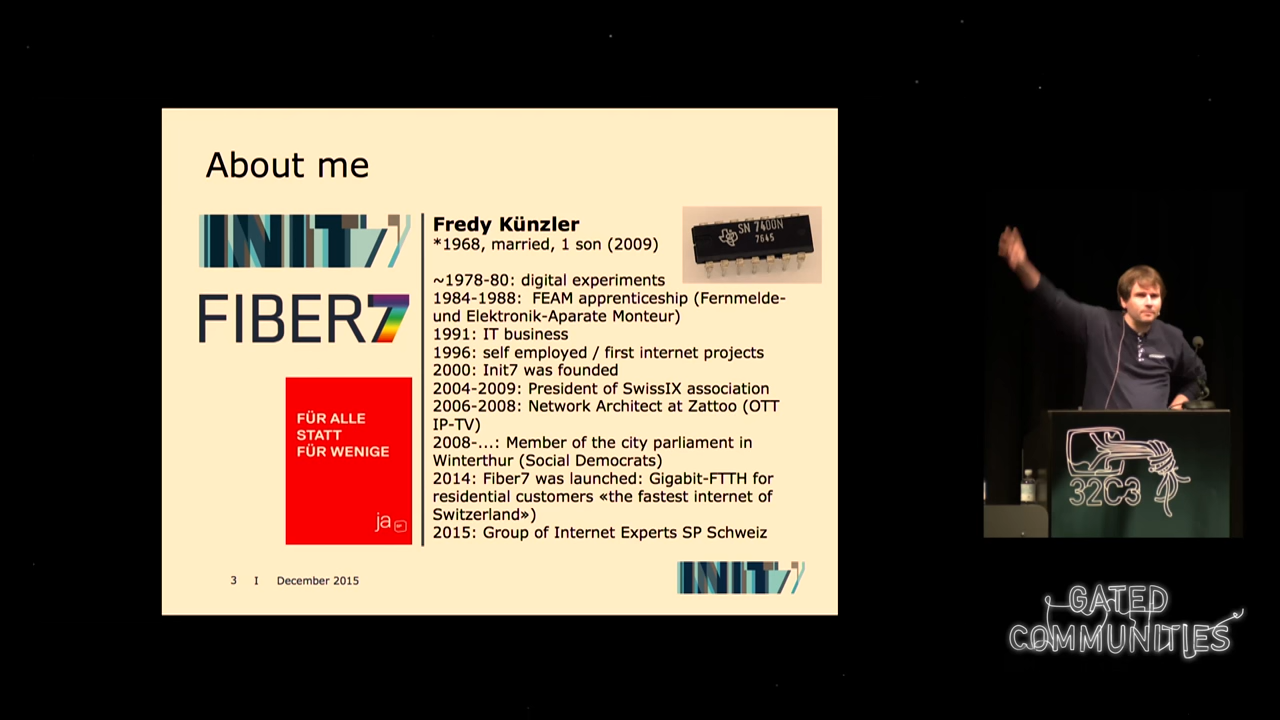 About me
INIT7
FIBER7
FÜR ALLE
STATT
FÜR WENIGE
ja
Fredy Künzler
*1968, married, 1 son (2009)
SN 7400N
7645
~1978-80: digital experiments
1984-1988: FEAM apprenticeship (Fernmelde-
und Elektronik-Aparate Monteur)
1991: IT business
1996: self employed / first internet projects
2000: Init7 was founded
2004-2009: President of SwissIX association
2006-2008: Network Architect at Zattoo (OTT
IP-TV)
2008-...: Member of the city parliament in
Winterthur (Social Democrats)
2014: Fiber7 was launched: Gigabit-FTTH for
residential customers «the fastest internet of
Switzerland»)
2015: Group of Internet Experts SP Schweiz
3 I December 2015
INIT7
32C3
GATED
COMMUNITIES